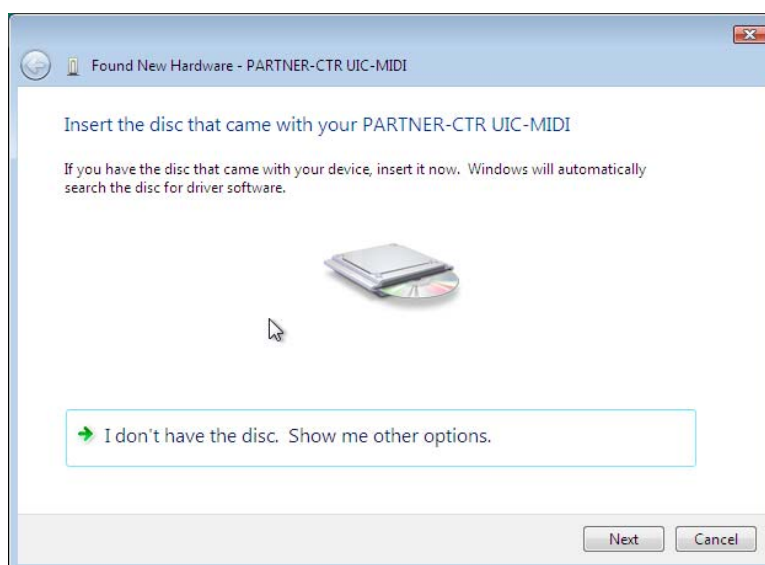 Found New Hardware - PARTNER-CTR UIC-MIDI
Insert the disc that came with your PARTNER-CTR UIC-MIDI
If you have the disc that came with your device, insert it now. Windows will automatically
search the disc for driver software.
I don't have the disc. Show me other options.
Next Cancel